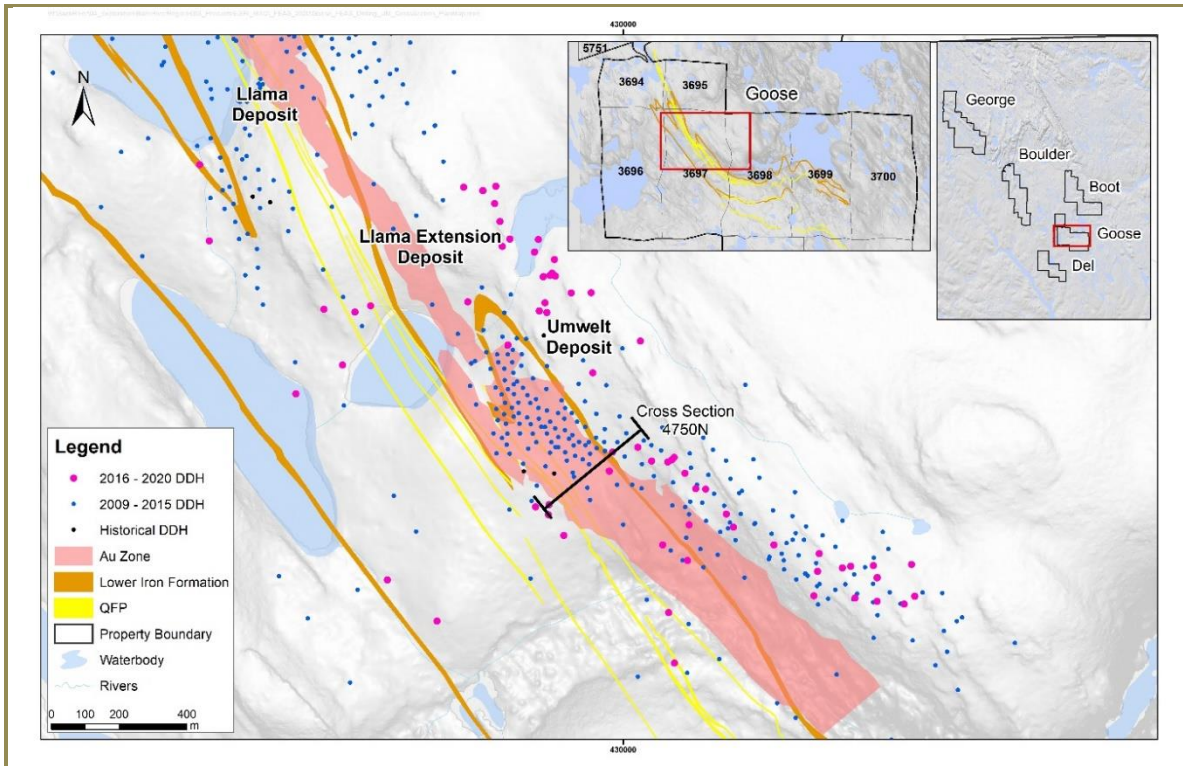 430000
N
Llama
Deposit
Llama Extension
Deposit
Umwelt
Deposit
Cross Section
4750N
5751
3694
3695
Goose
3696
3697
3698
3699
3700
George
Boulder
Boot
Goose
Del
Legend
2016 - 2020 DDH
2009 - 2015 DDH
Historical DDH
Au Zone
Lower Iron Formation
QFP
Property Boundary
Waterbody
Rivers
0 100 200 400
m
430000